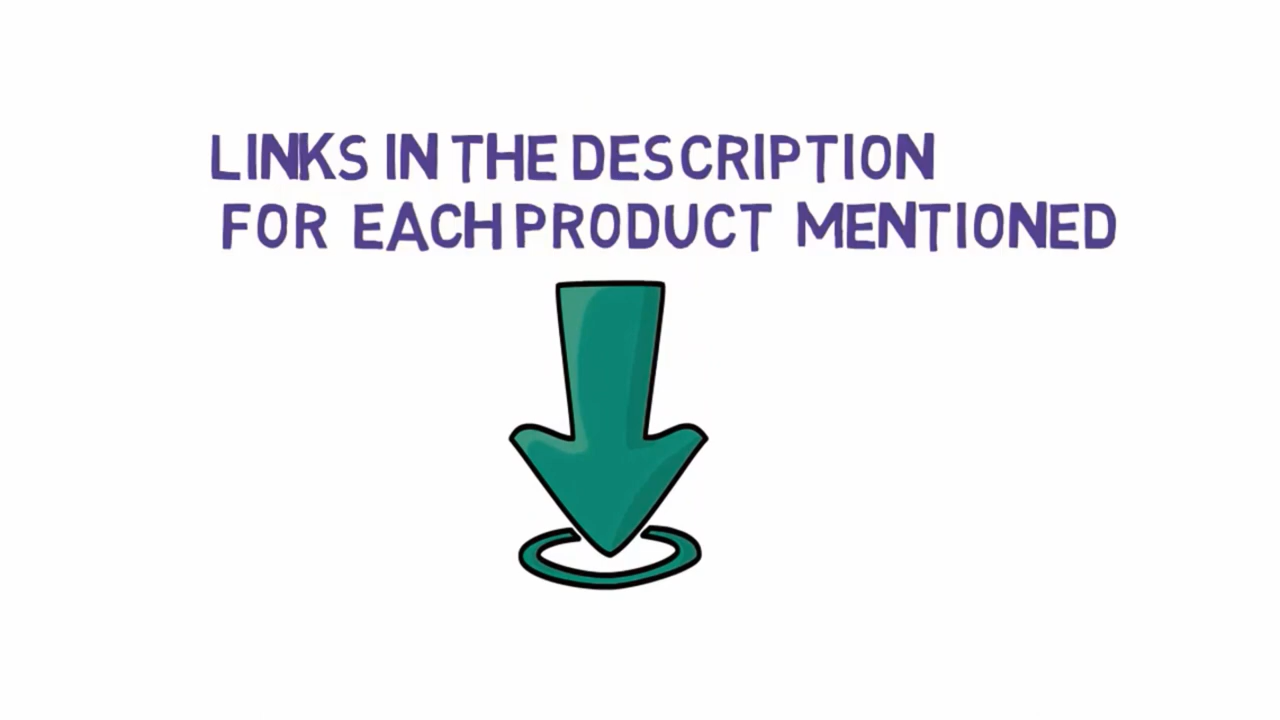 LINKS IN THE DESCRIPTION
FOR EACH PRODUCT MENTIONED